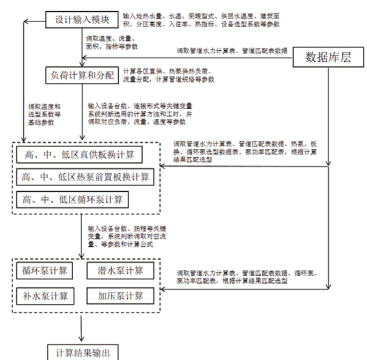 设计输入模块
输入地热水量、水温、采暖型式、供回水温度、建筑面
积、分区高度、入住率、热指标、设备选型系数等参数
调取温度、流量、
面积，指标等参数
调取管道水力计算表、管道匹配表数据
数据库层
负荷计算和分配
计算各区直供、热泵供热负荷、
流量分配，计算管道规格等参数
调取温度和
选型系数等
基础参数
输入设备台数、连接形式等关键变量
系统判断选用的计算方法和工时，并
调取对应负荷、流量、温度等参数
高、中、低区直供板换计算
高、中、低区热泵前置板换计算
高、中、低区循环泵计算
调取管道水力计算表、管道匹配表数据、热泵、板
换、循环泵选型数据表、泵功率匹配表，根据计算
结果匹配选型
输入设备台数、扬程等关键
变量，系统判断调取对应流
量、等参数和计算公式
循环泵计算
潜水泵计算
补水泵计算
加压泵计算
调取管道水力计算表、管道匹配表数据、循环泵、
泵功率匹配表，根据计算结果匹配选型
计算结果输出